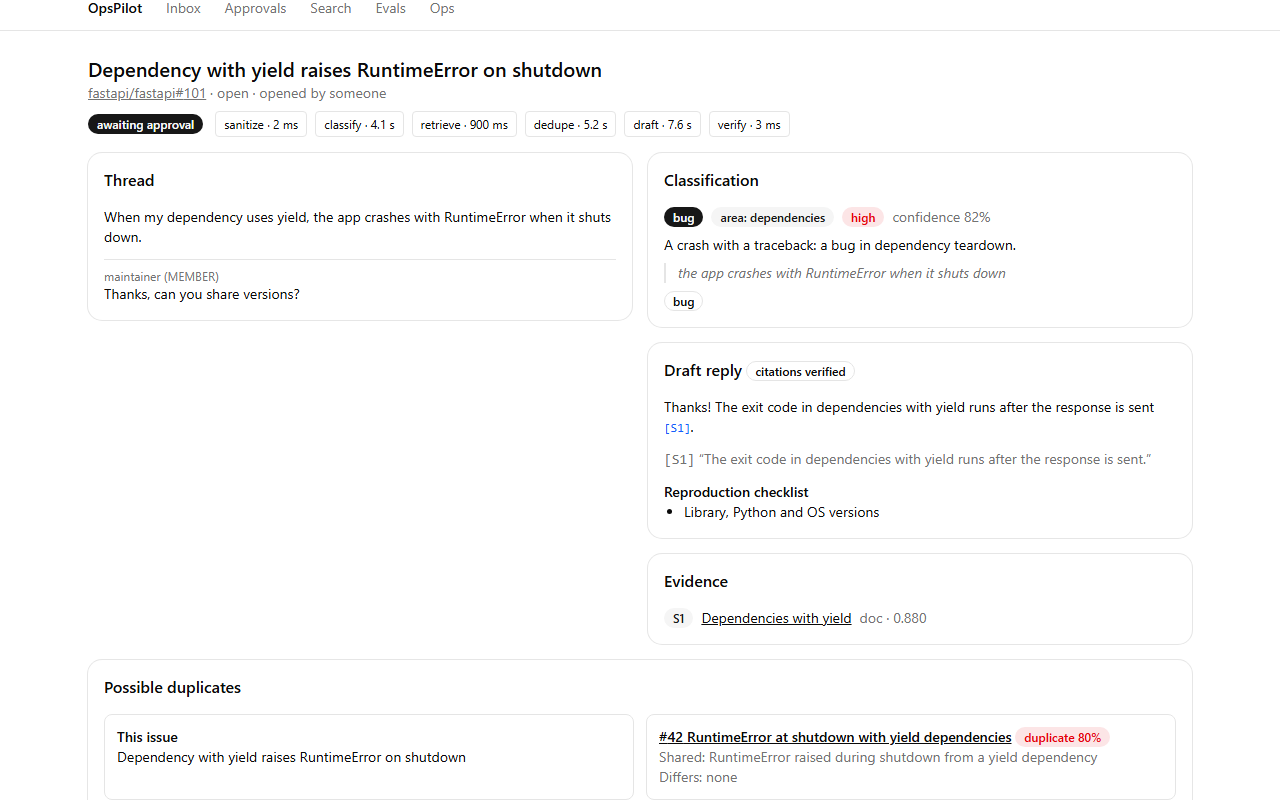 OpsPilot Inbox Approvals Search Evals Ops
Dependency with yield raises RuntimeError on shutdown
fastapi/fastapi#101 · open · opened by someone
awaiting approval sanitize · 2 ms classify · 4.1 s retrieve · 900 ms dedupe · 5.2 s draft · 7.6 s verify · 3 ms
Thread
When my dependency uses yield, the app crashes with RuntimeError when it shuts
down.
maintainer (MEMBER)
Thanks, can you share versions?
Classification
bug area: dependencies high confidence 82%
A crash with a traceback: a bug in dependency teardown.
the app crashes with RuntimeError when it shuts down
bug
Draft reply citations verified
Thanks! The exit code in dependencies with yield runs after the response is sent
[S1].
[S1] "The exit code in dependencies with yield runs after the response is sent."
Reproduction checklist
• Library, Python and OS versions
Evidence
S1 Dependencies with yield doc · 0.880
Possible duplicates
This issue
Dependency with yield raises RuntimeError on shutdown
#42 RuntimeError at shutdown with yield dependencies duplicate 80%
Shared: RuntimeError raised during shutdown from a yield dependency
Differs: none